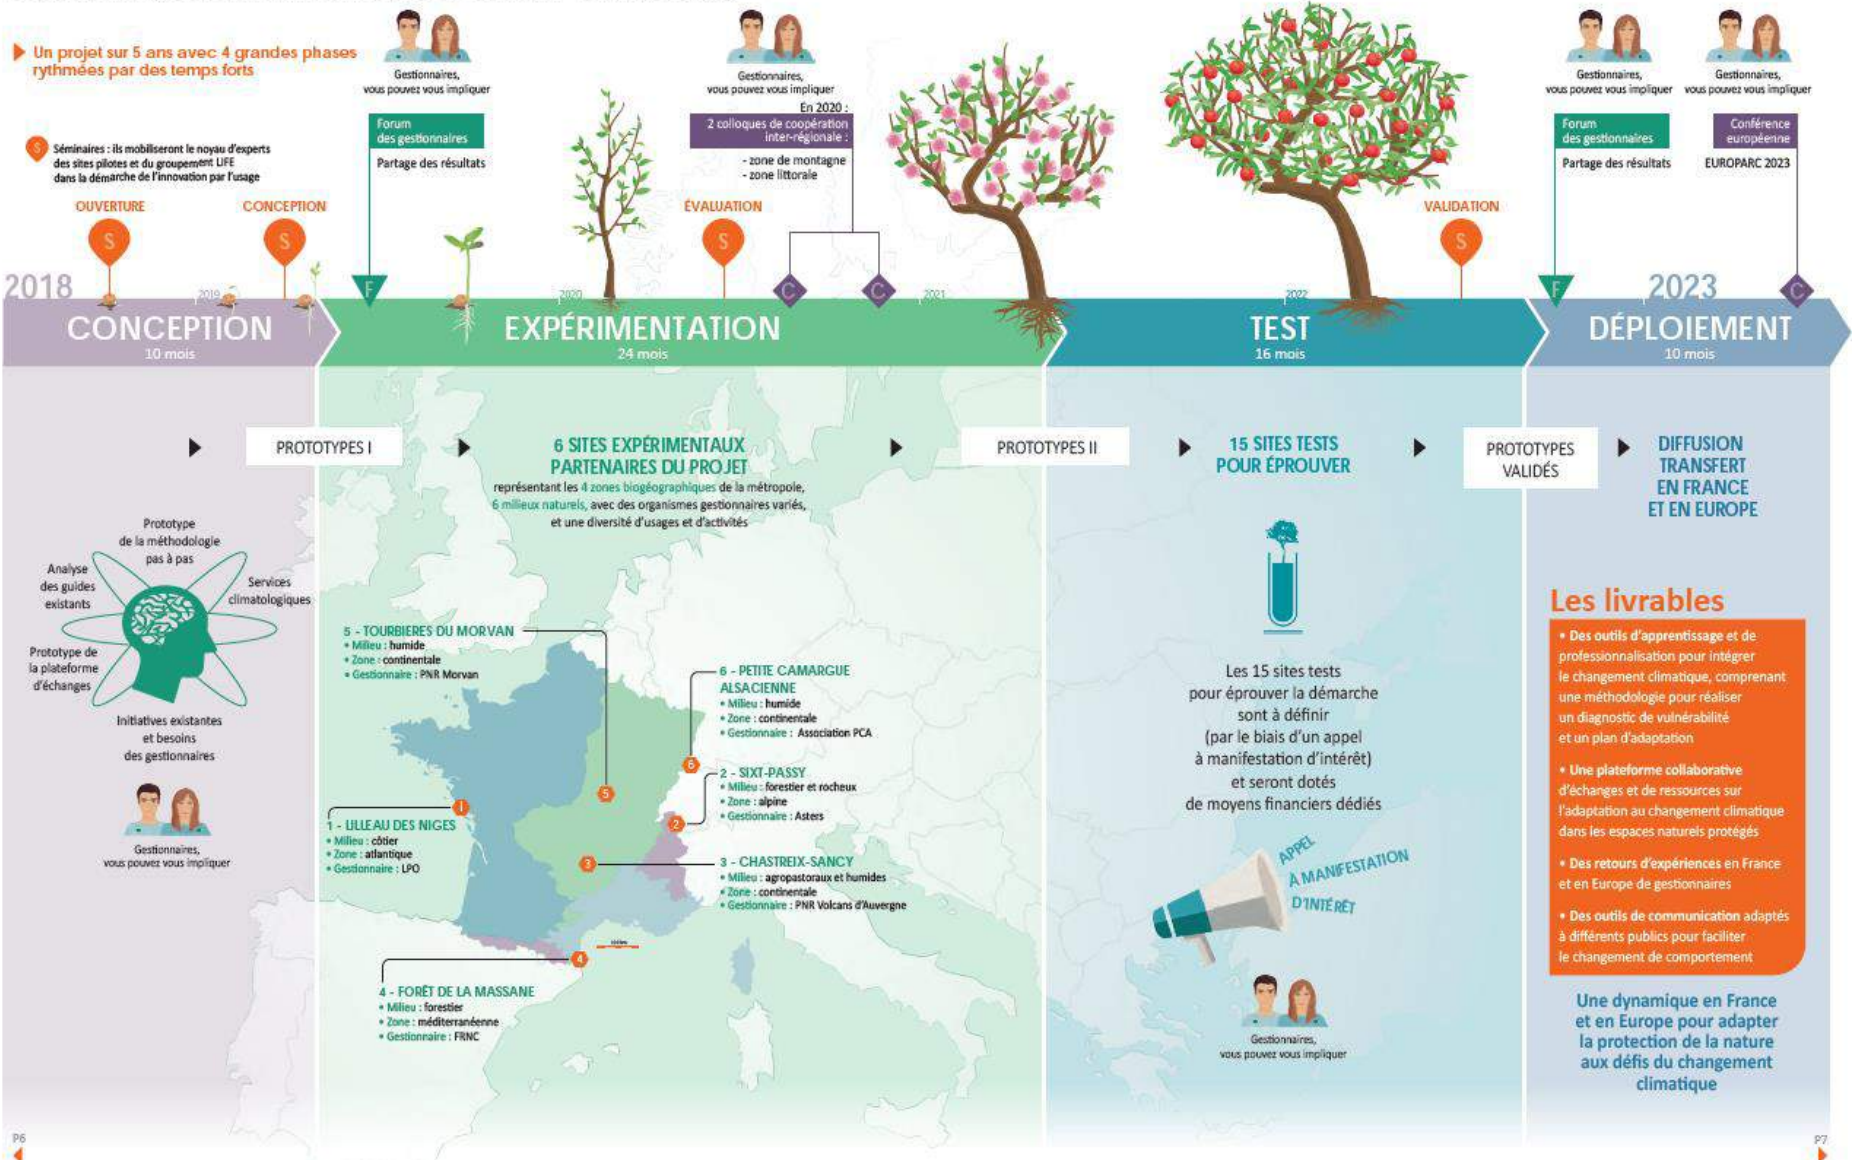 Un projet sur 5 ans avec 4 grandes phases
rythmées par des temps forts
S
Séminaires : ils mobiliseront le noyau d'experts
des sites pilotes et du groupement LIFE
dans la démarche de l'innovation par l'usage
OUVERTURE
S
CONCEPTION
S
Gestionnaires,
vous pouvez vous impliquer
Forum
des gestionnaires
Partage des résultats
F
ÉVALUATION
S
Gestionnaires,
vous pouvez vous impliquer
En 2020 :
2 colloques de coopération
inter-régionale :
- zone de montagne
- zone littorale
C
C
VALIDATION
S
Gestionnaires,
vous pouvez vous impliquer
Forum
des gestionnaires
Partage des résultats
F
Gestionnaires,
vous pouvez vous impliquer
Conférence
européenne
EUROPARC 2023
C
2018
2019
2020
2021
2022
2023
CONCEPTION
10 mois
EXPÉRIMENTATION
24 mois
TEST
16 mois
DÉPLOIEMENT
10 mois
PROTOTYPES I
6 SITES EXPÉRIMENTAUX
PARTENAIRES DU PROJET
représentant les 4 zones biogéographiques de la métropole,
6 milieux naturels, avec des organismes gestionnaires variés,
et une diversité d'usages et d'activités
PROTOTYPES II
15 SITES TESTS
POUR ÉPROUVER
PROTOTYPES
VALIDÉS
DIFFUSION
TRANSFERT
EN FRANCE
ET EN EUROPE
Prototype
de la méthodologie
pas à pas
Analyse
des guides
existants
Services
climatologiques
Prototype de
la plateforme
d'échanges
Initiatives existantes
et besoins
des gestionnaires
Gestionnaires,
vous pouvez vous impliquer
5 - TOURBIERES DU MORVAN
• Milieu : humide
• Zone : continentale
• Gestionnaire : PNR Morvan
6 - PETITE CAMARGUE
ALSACIENNE
• Milieu : humide
• Zone : continentale
• Gestionnaire : Association PCA
2 - SIXT-PASSY
• Milieu : forestier et rocheux
• Zone : alpine
• Gestionnaire : Asters
1 - LILLEAU DES NIGES
• Milieu : côtier
• Zone : atlantique
• Gestionnaire : LPO
3 - CHASTREIX-SANCY
• Milieu : agropastoraux et humides
• Zone : continentale
• Gestionnaire : PNR Volcans d'Auvergne
4 - FORÊT DE LA MASSANE
• Milieu : forestier
• Zone : méditerranéenne
• Gestionnaire : FRNC
1
5
6
2
3
4
Les 15 sites tests
pour éprouver la démarche
sont à définir
(par le biais d'un appel
à manifestation d'intérêt)
et seront dotés
de moyens financiers dédiés
APPEL
À MANIFESTATION
D'INTÉRÊT
Gestionnaires,
vous pouvez vous impliquer
Les livrables
• Des outils d'apprentissage et de
professionnalisation pour intégrer
le changement climatique, comprenant
une méthodologie pour réaliser
un diagnostic de vulnérabilité
et un plan d'adaptation
• Une plateforme collaborative
d'échanges et de ressources sur
l'adaptation au changement climatique
dans les espaces naturels protégés
• Des retours d'expériences en France
et en Europe de gestionnaires
• Des outils de communication adaptés
à différents publics pour faciliter
le changement de comportement
Une dynamique en France
et en Europe pour adapter
la protection de la nature
aux défis du changement
climatique
P6
P7